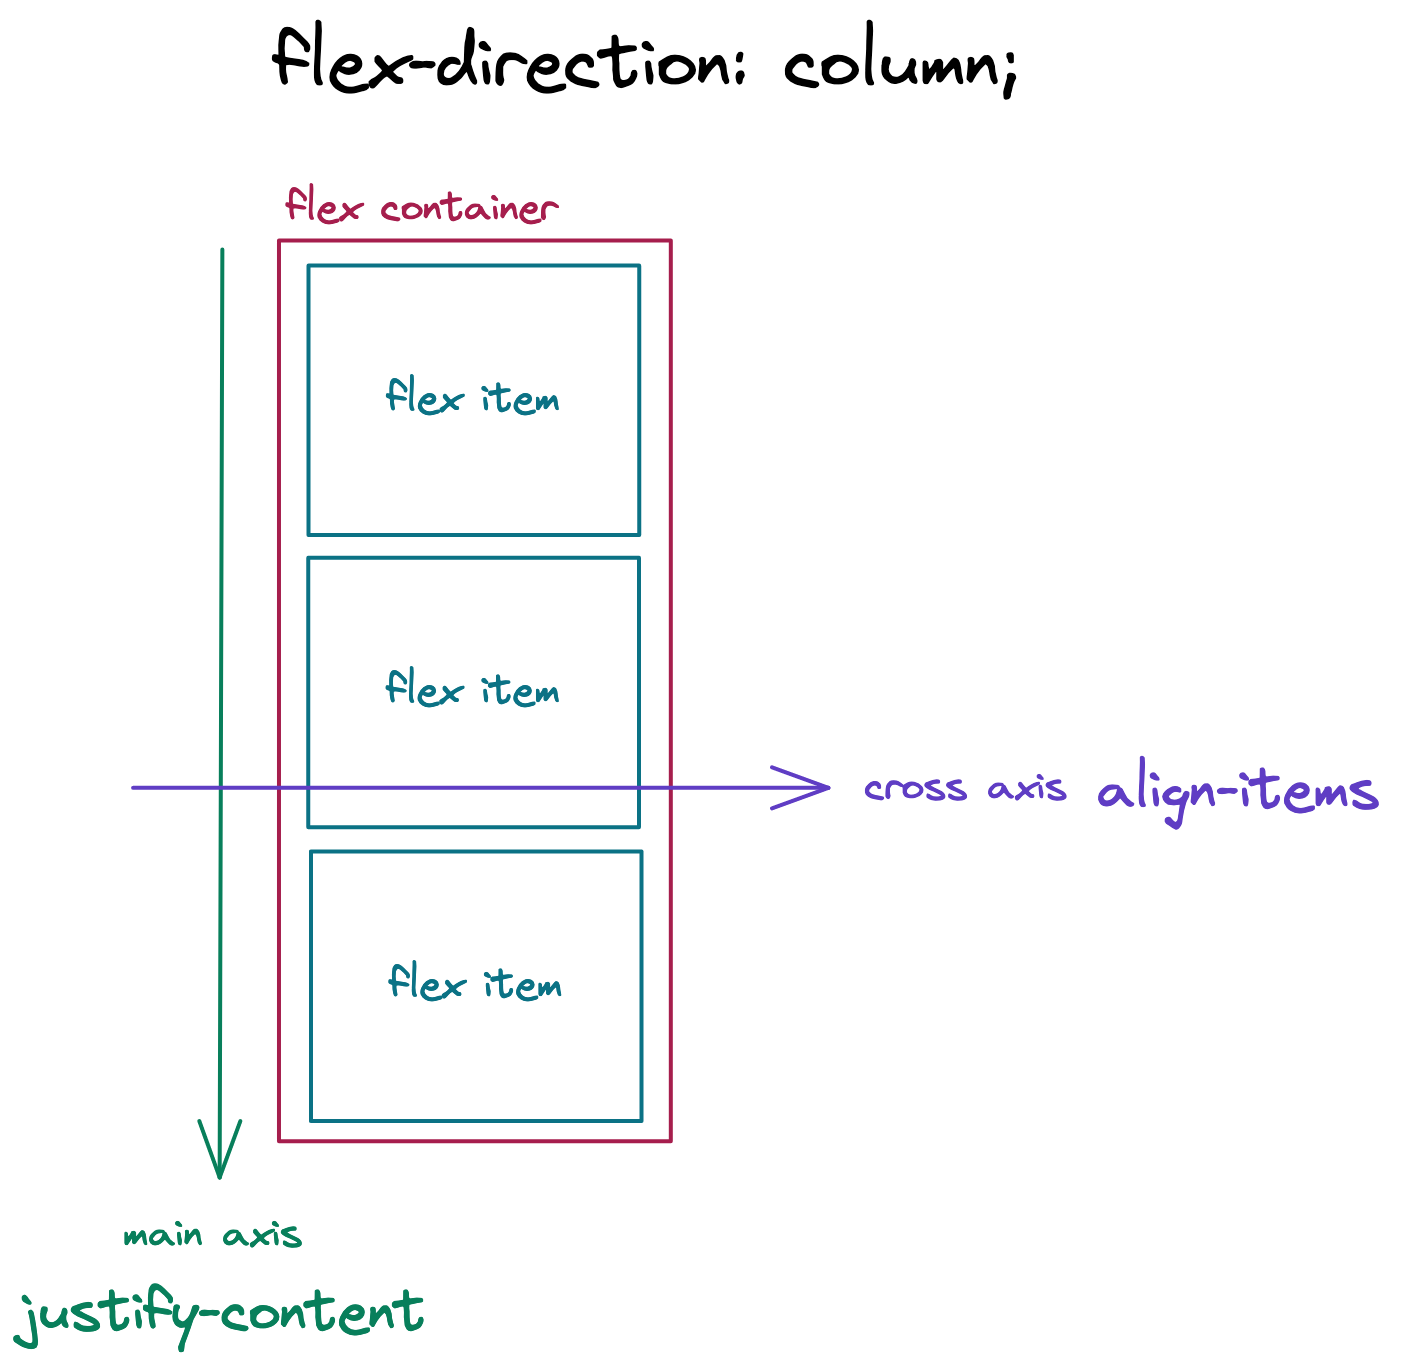 flex-direction: column;
flex container
flex item
flex item
cross axis align-items
flex item
main axis
justify-content